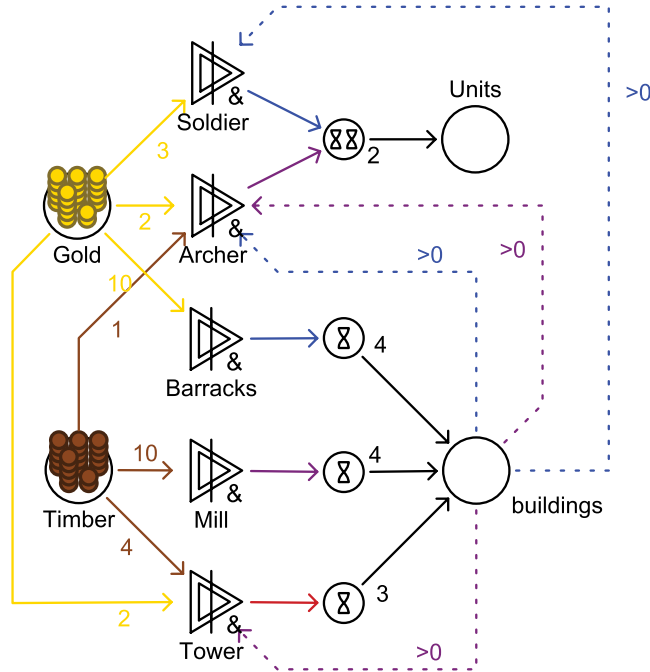 >0
Units
&
Soldier
3
2
2
Gold
&
Archer
>0
>0
10
1
4
&
Barracks
10
4
&
Timber
Mill
buildings
4
3
2
&
Tower
>0